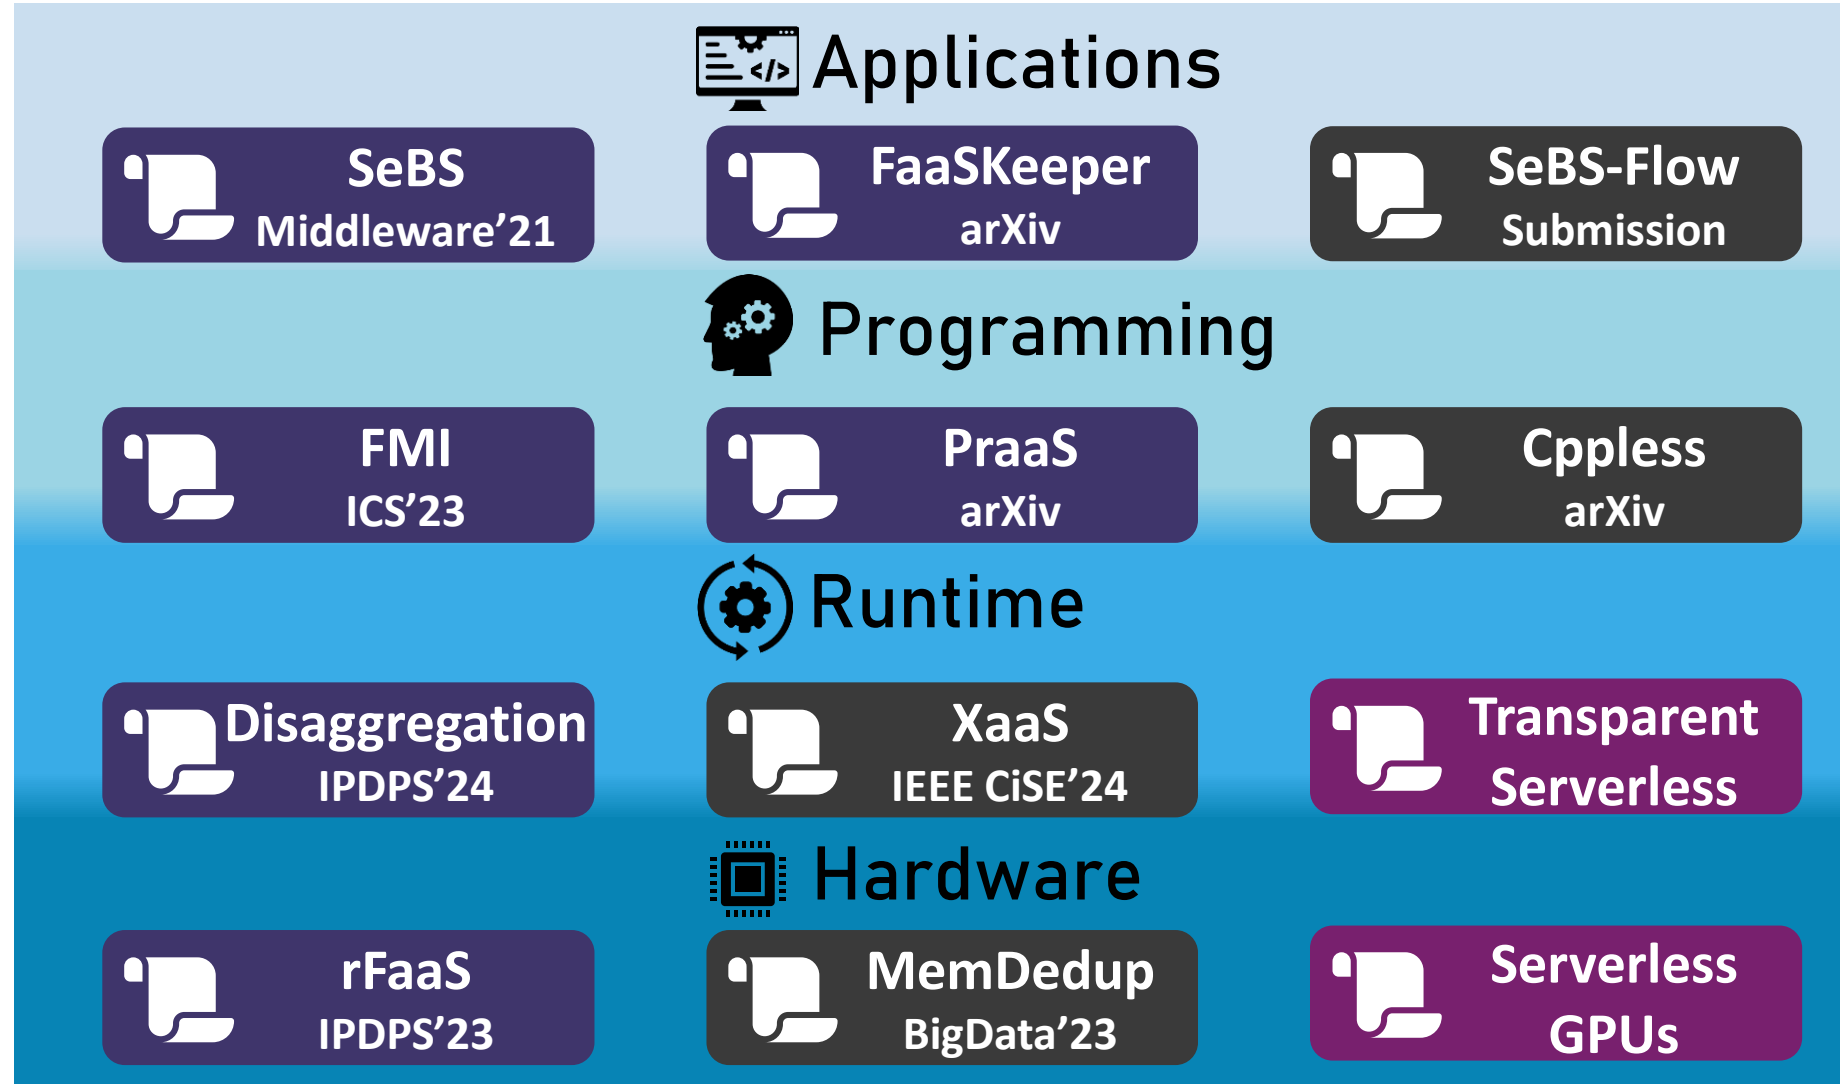 </> Applications
SeBS
Middleware’21
FaaSKeeper
arXiv
SeBS-Flow
Submission
Programming
FMI
ICS’23
PraaS
arXiv
Cppless
arXiv
Runtime
Disaggregation
IPDPS’24
XaaS
IEEE CiSE’24
Transparent
Serverless
Hardware
rFaaS
IPDPS’23
MemDedup
BigData’23
Serverless
GPUs